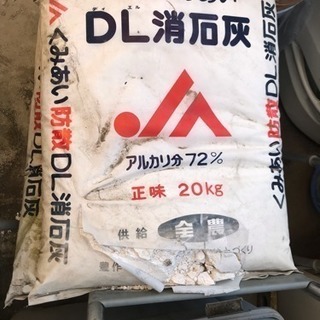 DL消石灰
ディ エル
アルカリ分72%
正味 20kg
供給 全農
くみあい防散DL消石灰
くみあい防散DL消石灰